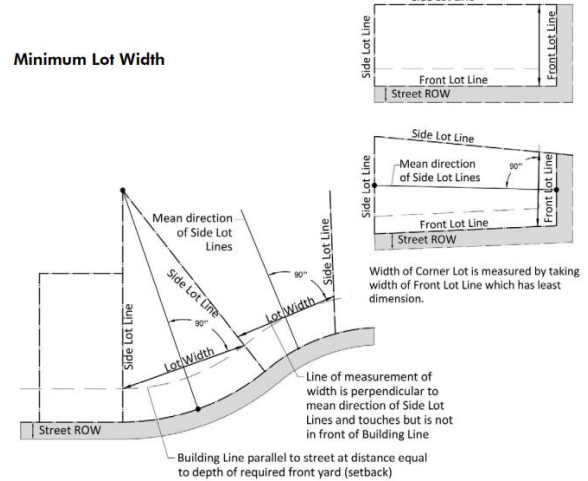 Minimum Lot Width
Side Lot Line
Side Lot Line
Front Lot Line
Front Lot Line
Street ROW
Side Lot Line
Side Lot Line
Mean direction
of Side Lot Lines
90"
Front Lot Line
Front Lot Line
Street ROW
Width of Corner Lot is measured by taking
width of Front Lot Line which has least
dimension.
Mean direction
of Side Lot
Lines
Side Lot Line
Side Lot Line
Side Lot Line
90"
90"
Lot Width
Lot Width
Line of measurement of
width is perpendicular to
mean direction of Side Lot
Lines and touches but is not
in front of Building Line
Street ROW
Building Line parallel to street at distance equal
to depth of required front yard (setback)